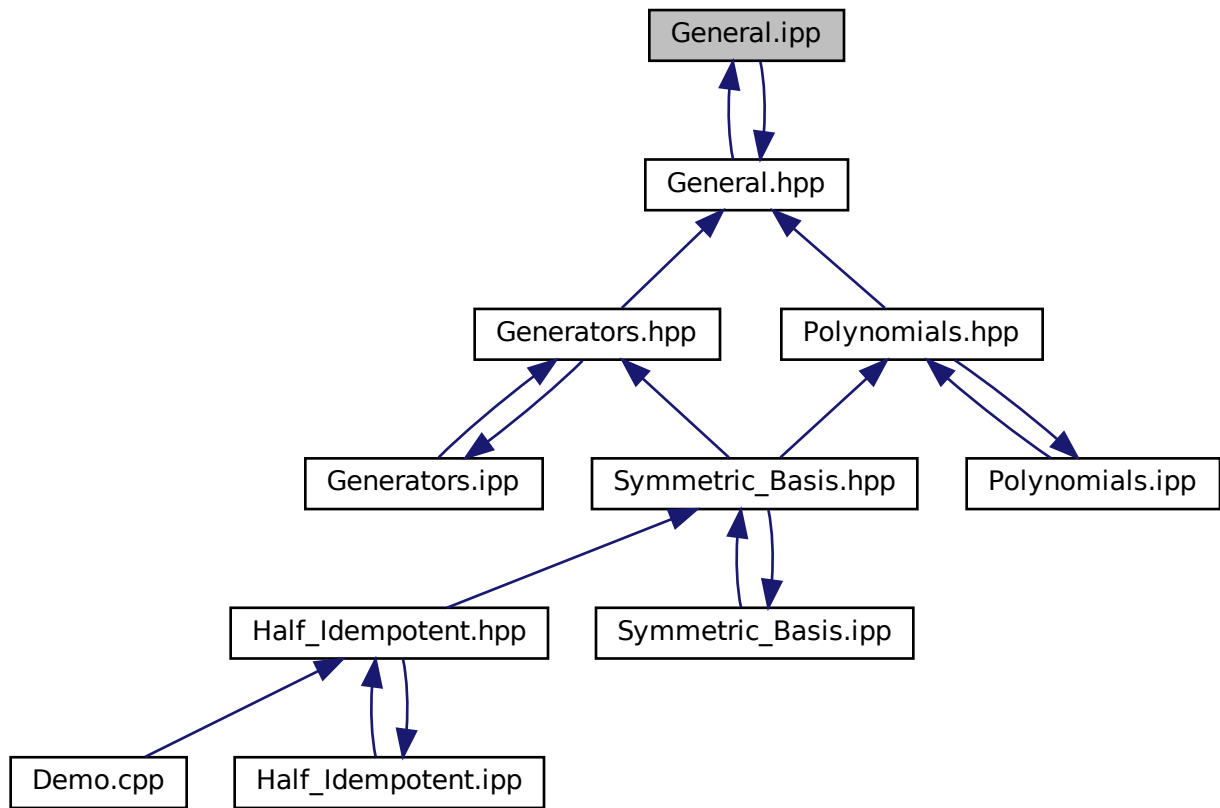 General.ipp
General.hpp
Generators.hpp
Polynomials.hpp
Generators.ipp
Symmetric_Basis.hpp
Polynomials.ipp
Half_Idempotent.hpp
Symmetric_Basis.ipp
Demo.cpp
Half_Idempotent.ipp